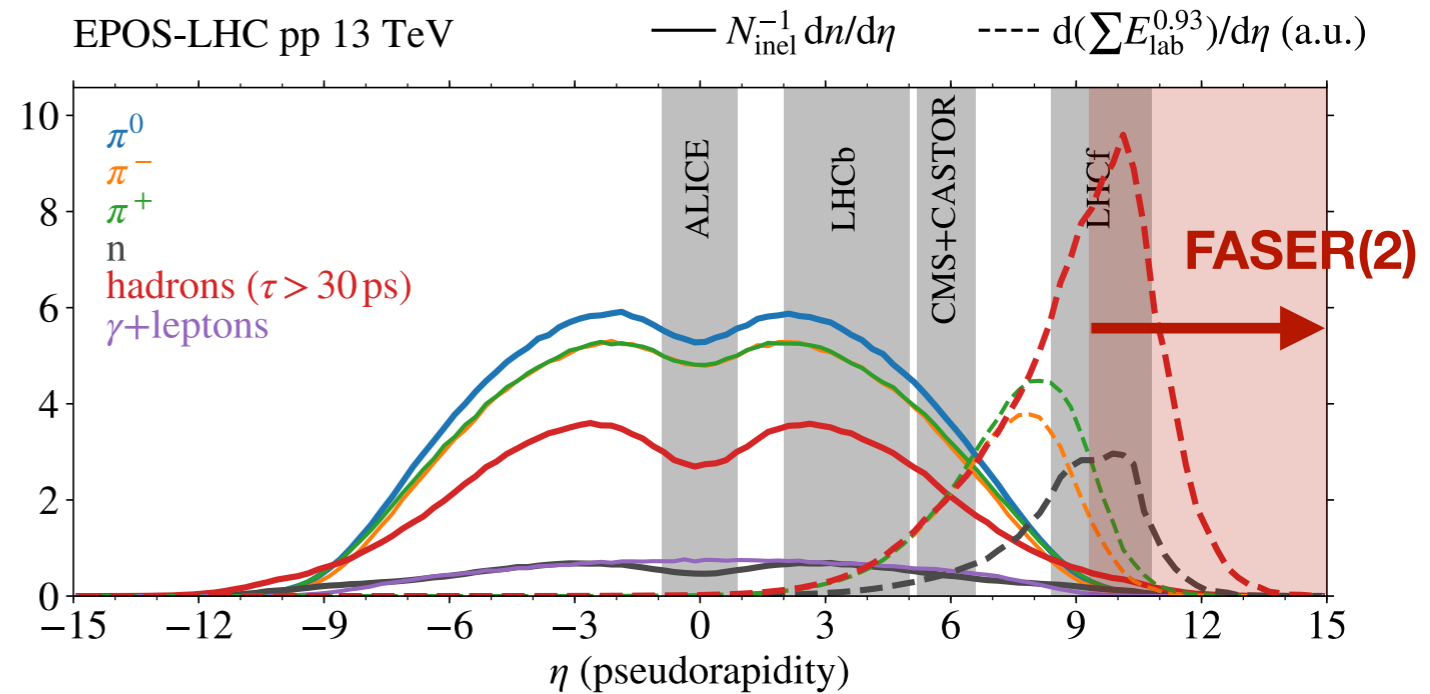 EPOS-LHC pp 13 TeV
N_inel^−1 dn/dη
d(∑E_lab^0.93)/dη (a.u.)
10
8
6
4
2
0
π^0
π^−
π^+
n
hadrons (τ > 30 ps)
γ+leptons
ALICE
LHCb
CMS+CASTOR
LHCf
FASER(2)
−15 −12 −9 −6 −3 0 3 6 9 12 15
η (pseudorapidity)